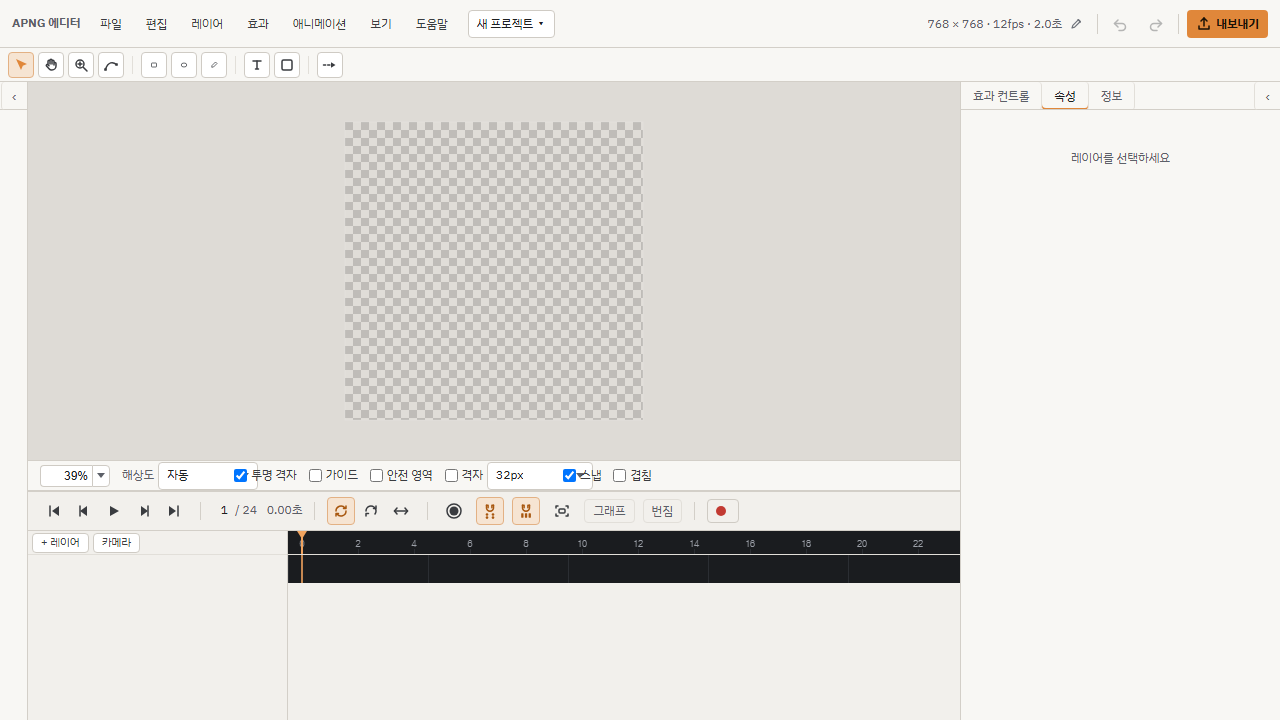 APNG 에디터 파일 편집 레이어 효과 애니메이션 보기 도움말 새 프로젝트 768 × 768 · 12fps · 2.0초 내보내기
효과 컨트롤 속성 정보
레이어를 선택하세요
39% 해상도 자동 투명 격자 가이드 안전 영역 격자 32px 스냅 겹침
1 / 24 0.00초 그래프 번짐
+ 레이어 카메라 0 2 4 6 8 10 12 14 16 18 20 22